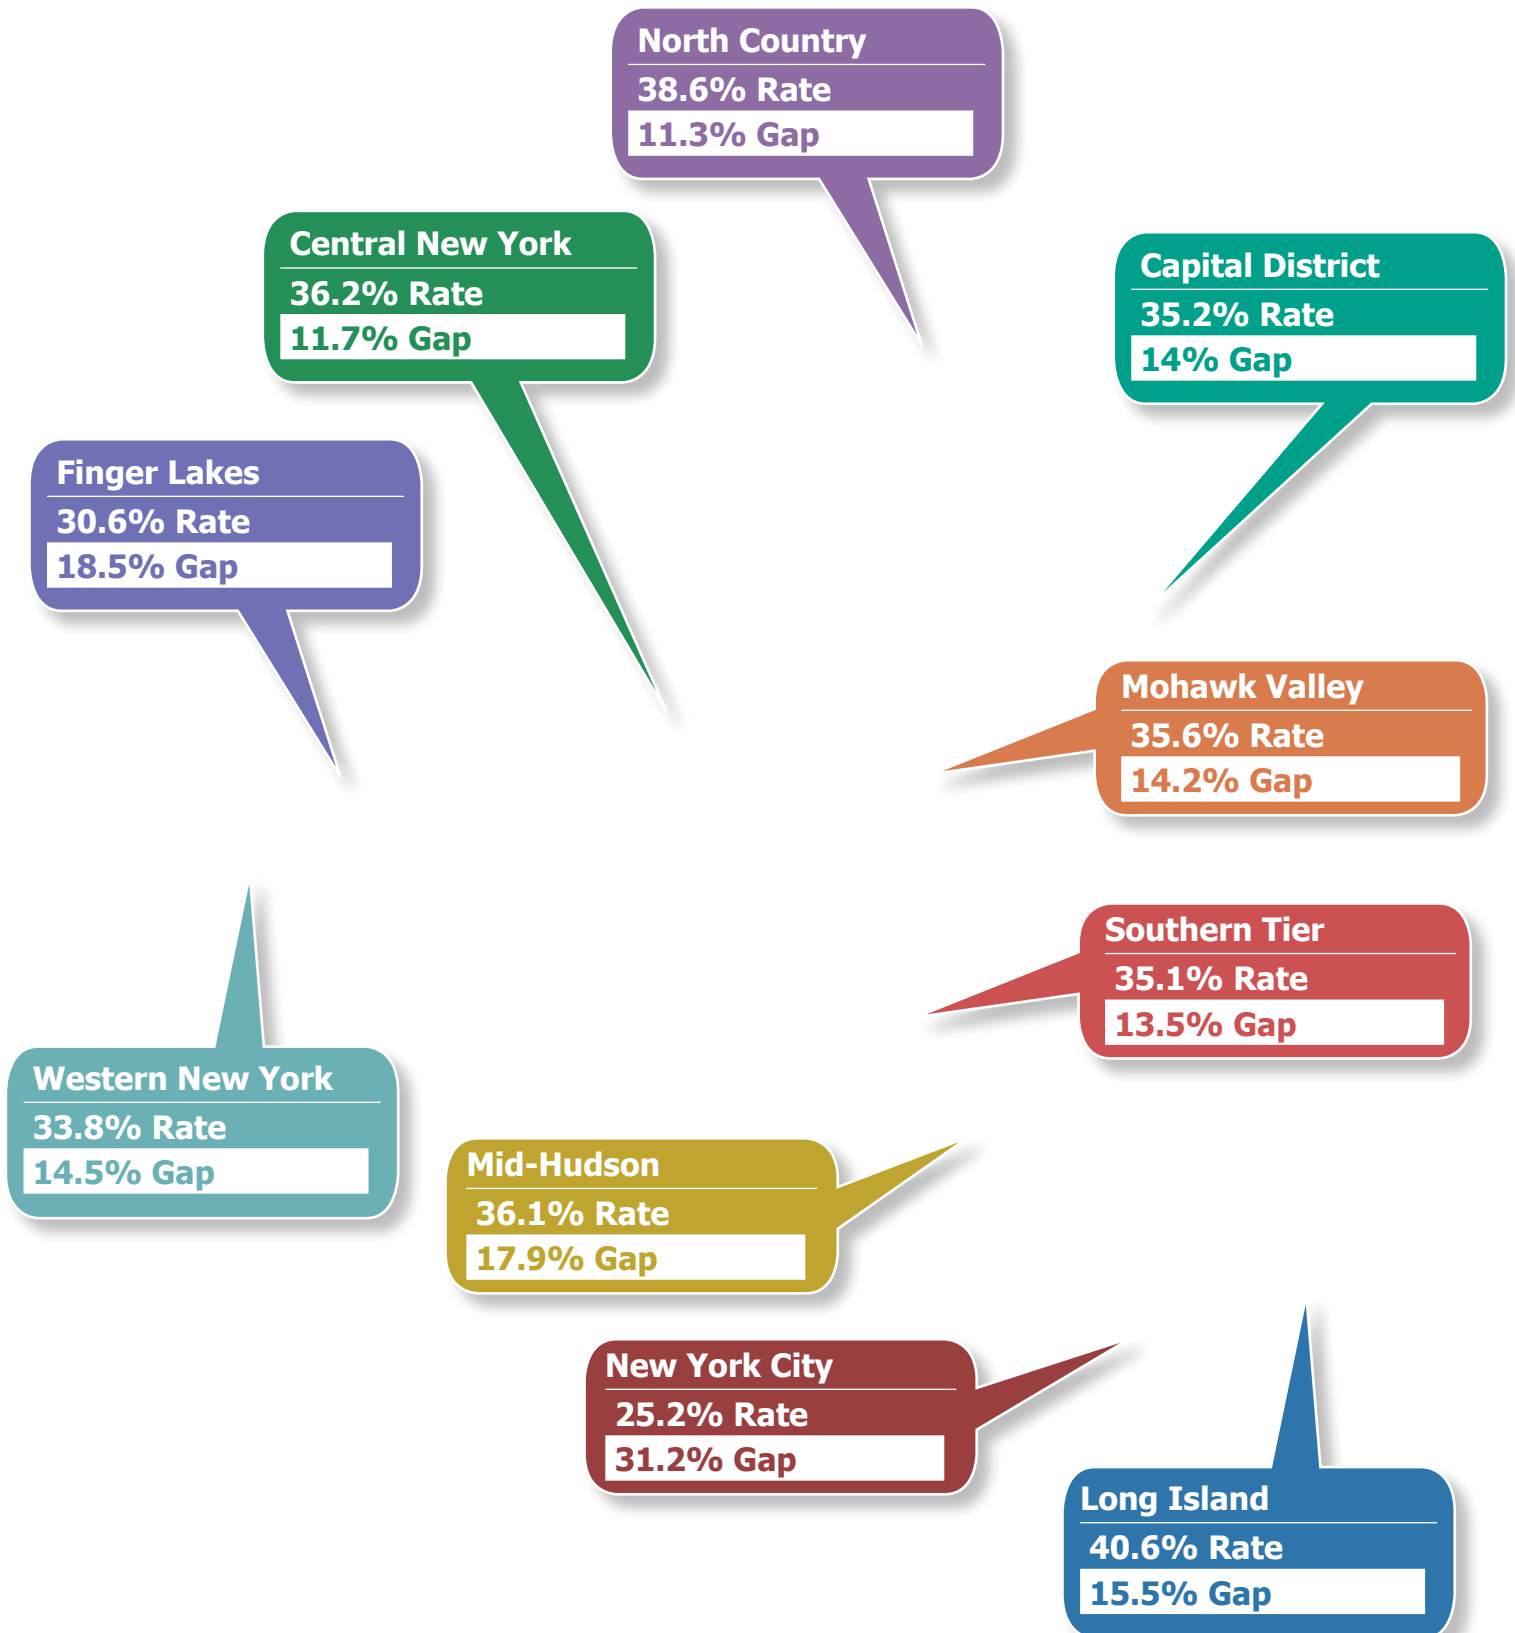 North Country
38.6% Rate
11.3% Gap
Central New York
36.2% Rate
11.7% Gap
Capital District
35.2% Rate
14% Gap
Finger Lakes
30.6% Rate
18.5% Gap
Mohawk Valley
35.6% Rate
14.2% Gap
Southern Tier
35.1% Rate
13.5% Gap
Western New York
33.8% Rate
14.5% Gap
Mid-Hudson
36.1% Rate
17.9% Gap
New York City
25.2% Rate
31.2% Gap
Long Island
40.6% Rate
15.5% Gap